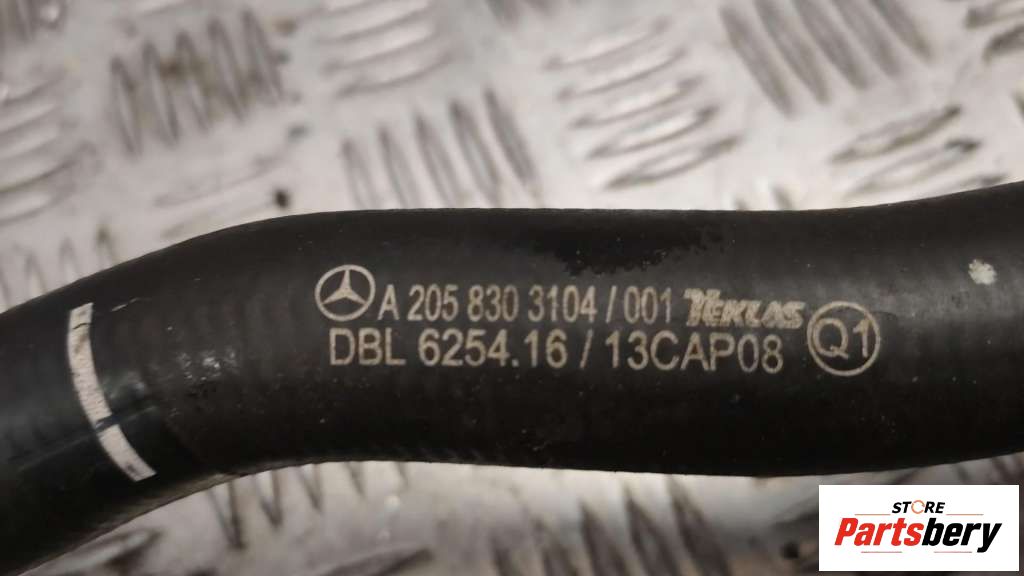 A 205 830 3104 / 001 TEKLAS
DBL 6254.16 / 13CAP08 Q1
STORE
Partsbery